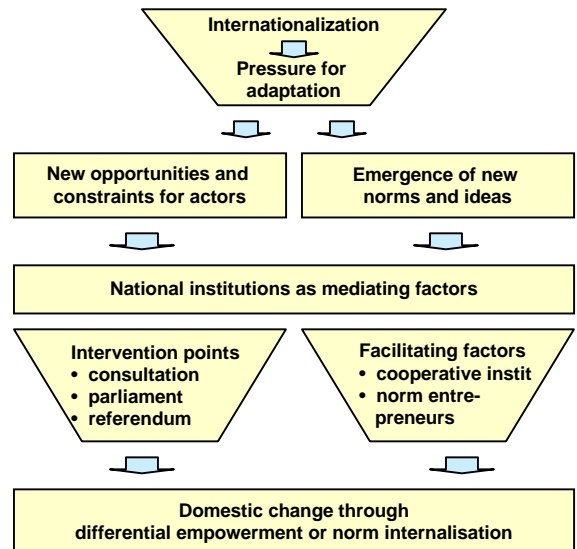 Internationalization
Pressure for
adaptation
New opportunities and
constraints for actors
Emergence of new
norms and ideas
National institutions as mediating factors
Intervention points
• consultation
• parliament
• referendum
Facilitating factors
• cooperative instit
• norm entre-
preneurs
Domestic change through
differential empowerment or norm internalisation